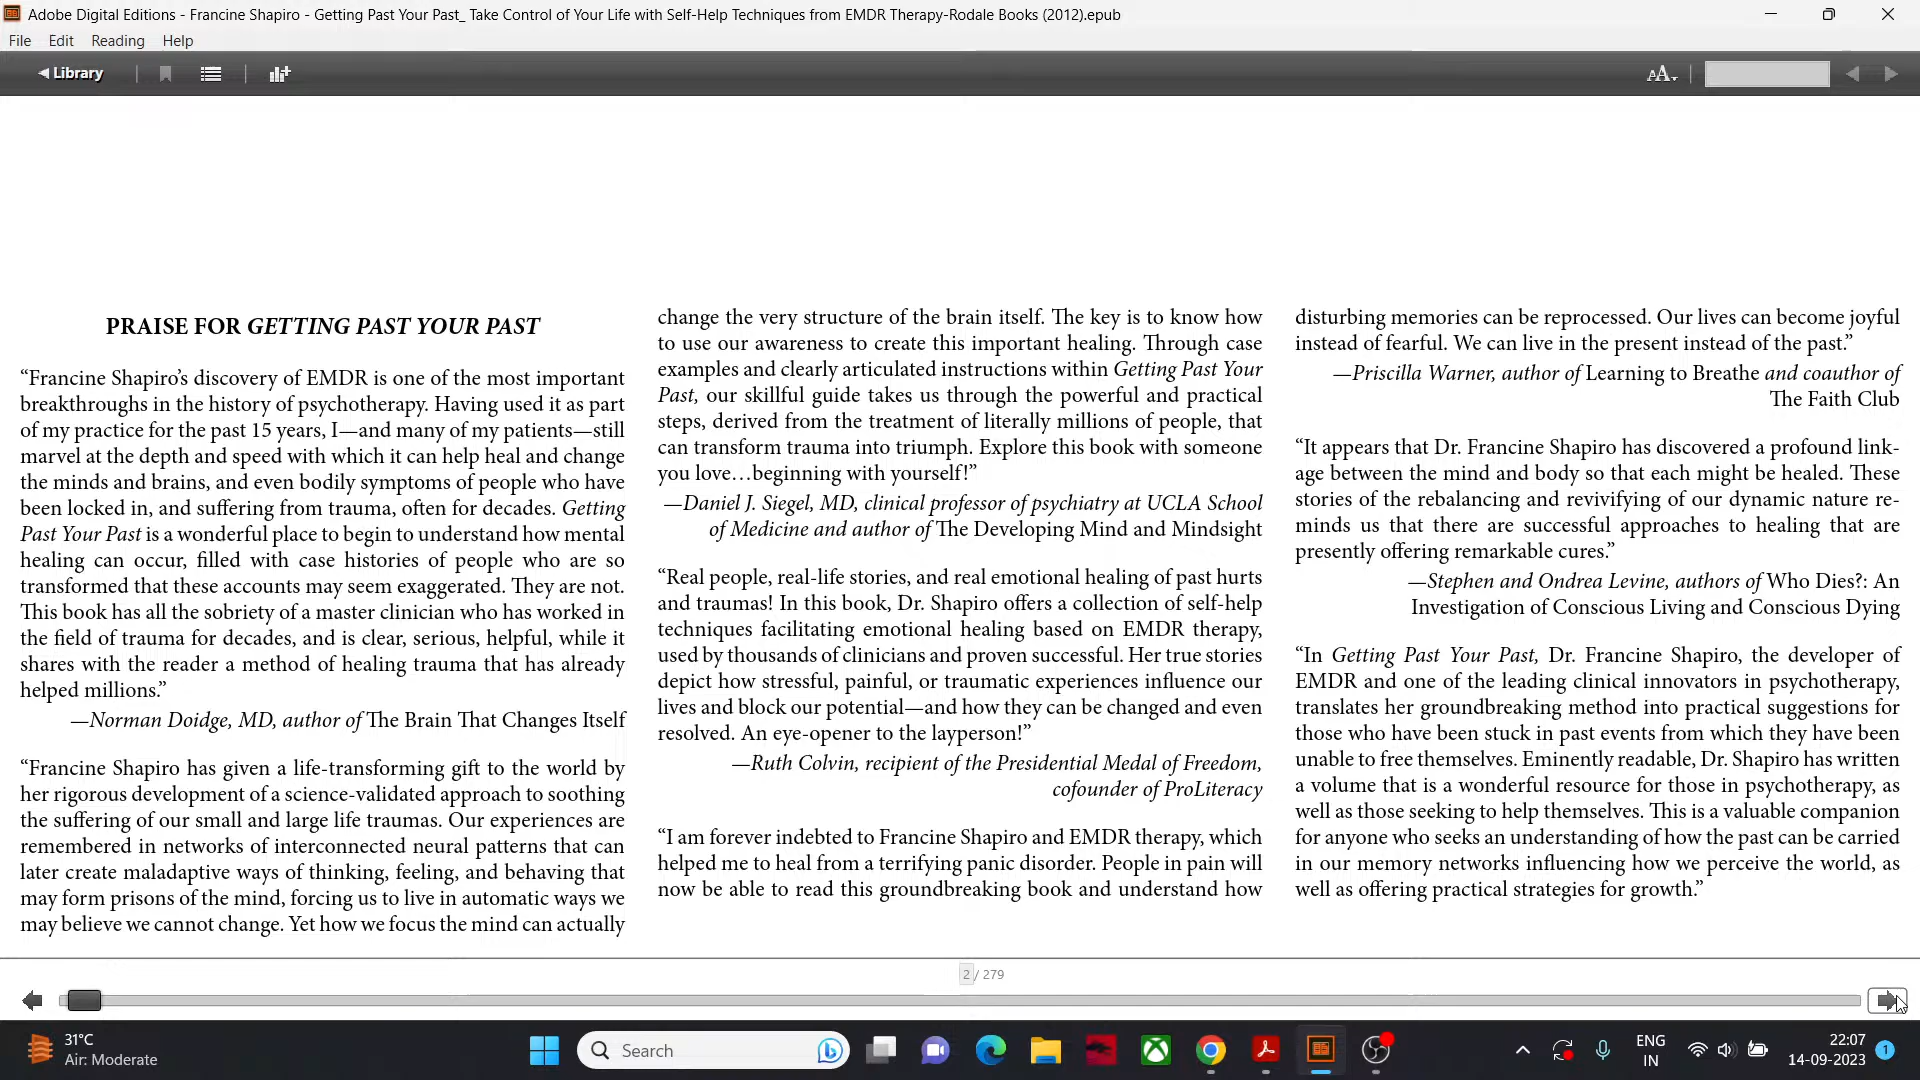 Adobe Digital Editions - Francine Shapiro - Getting Past Your Past_ Take Control of Your Life with Self-Help Techniques from EMDR Therapy-Rodale Books (2012).epub
File Edit Reading Help
Library
AA
PRAISE FOR GETTING PAST YOUR PAST
“Francine Shapiro’s discovery of EMDR is one of the most important
breakthroughs in the history of psychotherapy. Having used it as part
of my practice for the past 15 years, I—and many of my patients—still
marvel at the depth and speed with which it can help heal and change
the minds and brains, and even bodily symptoms of people who have
been locked in, and suffering from trauma, often for decades. Getting
Past Your Past is a wonderful place to begin to understand how mental
healing can occur, filled with case histories of people who are so
transformed that these accounts may seem exaggerated. They are not.
This book has all the sobriety of a master clinician who has worked in
the field of trauma for decades, and is clear, serious, helpful, while it
shares with the reader a method of healing trauma that has already
helped millions.”
—Norman Doidge, MD, author of The Brain That Changes Itself
“Francine Shapiro has given a life-transforming gift to the world by
her rigorous development of a science-validated approach to soothing
the suffering of our small and large life traumas. Our experiences are
remembered in networks of interconnected neural patterns that can
later create maladaptive ways of thinking, feeling, and behaving that
may form prisons of the mind, forcing us to live in automatic ways we
may believe we cannot change. Yet how we focus the mind can actually
change the very structure of the brain itself. The key is to know how
to use our awareness to create this important healing. Through case
examples and clearly articulated instructions within Getting Past Your
Past, our skillful guide takes us through the powerful and practical
steps, derived from the treatment of literally millions of people, that
can transform trauma into triumph. Explore this book with someone
you love…beginning with yourself!”
—Daniel J. Siegel, MD, clinical professor of psychiatry at UCLA School
of Medicine and author of The Developing Mind and Mindsight
“Real people, real-life stories, and real emotional healing of past hurts
and traumas! In this book, Dr. Shapiro offers a collection of self-help
techniques facilitating emotional healing based on EMDR therapy,
used by thousands of clinicians and proven successful. Her true stories
depict how stressful, painful, or traumatic experiences influence our
lives and block our potential—and how they can be changed and even
resolved. An eye-opener to the layperson!”
—Ruth Colvin, recipient of the Presidential Medal of Freedom,
cofounder of ProLiteracy
“I am forever indebted to Francine Shapiro and EMDR therapy, which
helped me to heal from a terrifying panic disorder. People in pain will
now be able to read this groundbreaking book and understand how
disturbing memories can be reprocessed. Our lives can become joyful
instead of fearful. We can live in the present instead of the past.”
—Priscilla Warner, author of Learning to Breathe and coauthor of
The Faith Club
“It appears that Dr. Francine Shapiro has discovered a profound link-
age between the mind and body so that each might be healed. These
stories of the rebalancing and revivifying of our dynamic nature re-
minds us that there are successful approaches to healing that are
presently offering remarkable cures.”
—Stephen and Ondrea Levine, authors of Who Dies?: An
Investigation of Conscious Living and Conscious Dying
“In Getting Past Your Past, Dr. Francine Shapiro, the developer of
EMDR and one of the leading clinical innovators in psychotherapy,
translates her groundbreaking method into practical suggestions for
those who have been stuck in past events from which they have been
unable to free themselves. Eminently readable, Dr. Shapiro has written
a volume that is a wonderful resource for those in psychotherapy, as
well as those seeking to help themselves. This is a valuable companion
for anyone who seeks an understanding of how the past can be carried
in our memory networks influencing how we perceive the world, as
well as offering practical strategies for growth.”
2 / 279
31°C
Air: Moderate
Search
ENG
IN
22:07
14-09-2023
1